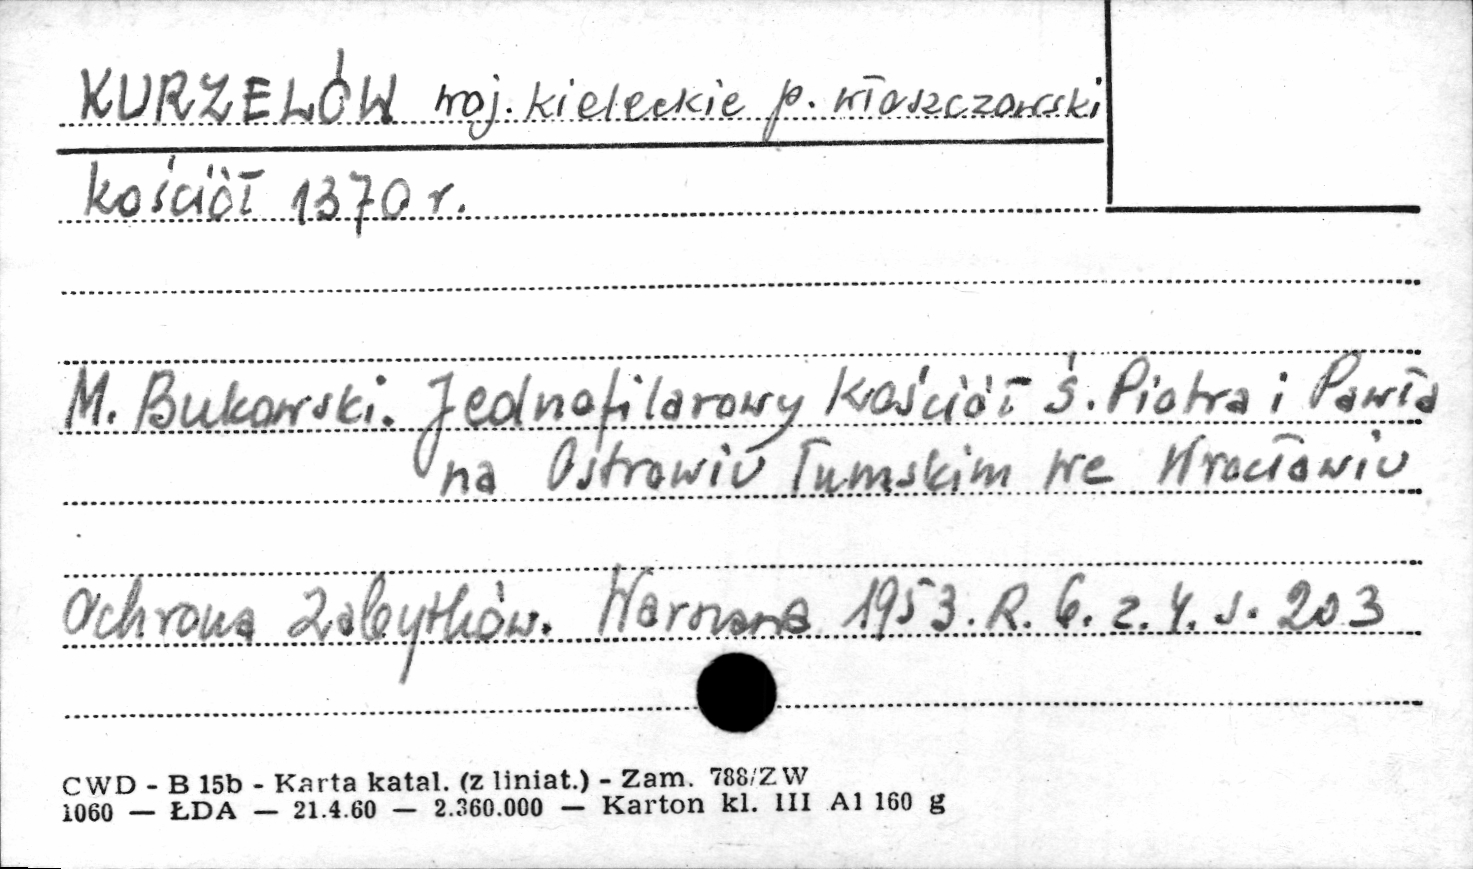 KURZELÓW woj. kieleckie p. włoszczowski
kościół 1370 r.
M. Bukowski. Jednofilarowy kościół ś. Piotra i Pawła
na Ostrowiu Tumskim we Wrocławiu
Ochrona Zabytków. Warszawa 1953. R. 6. z. 4. s. 203
CWD - B 15b - Karta katal. (z liniat.) - Zam. 788/ZW
1060 — ŁDA — 21.4.60 — 2.360.000 — Karton kl. III A1 160 g